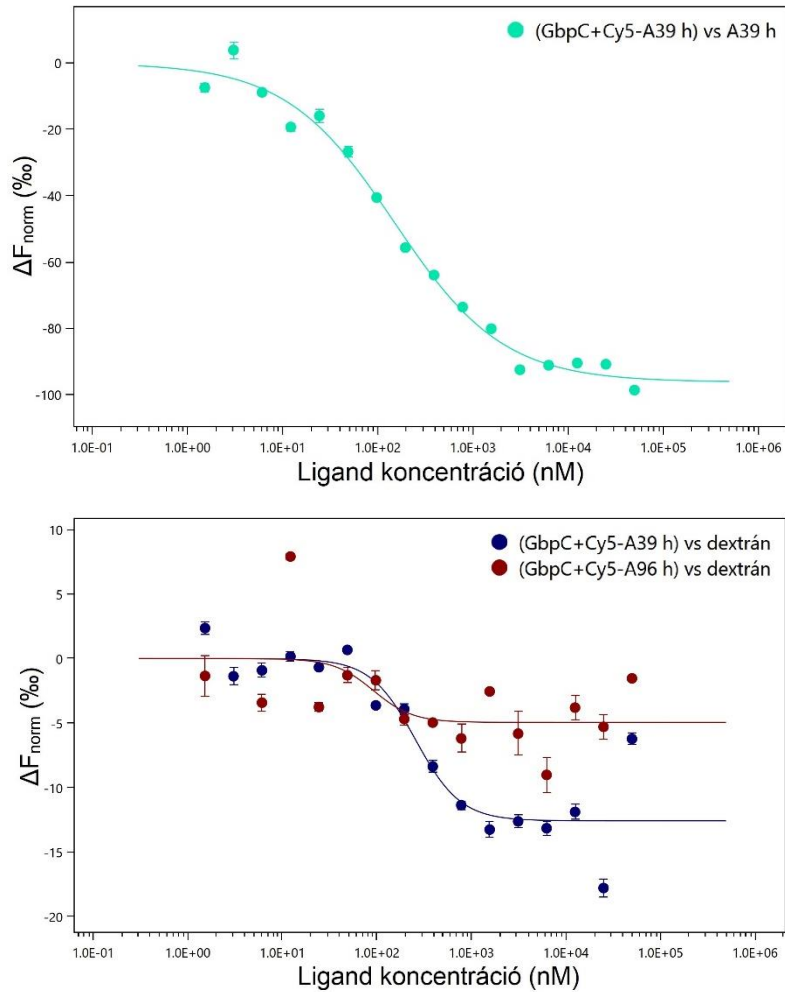 (GbpC+Cy5-A39 h) vs A39 h
0
-20
-40
-60
-80
-100
ΔFnorm (‰)
1.0E-01 1.0E+00 1.0E+01 1.0E+02 1.0E+03 1.0E+04 1.0E+05 1.0E+06
Ligand koncentráció (nM)
(GbpC+Cy5-A39 h) vs dextrán
(GbpC+Cy5-A96 h) vs dextrán
10
5
0
-5
-10
-15
-20
ΔFnorm (‰)
1.0E-01 1.0E+00 1.0E+01 1.0E+02 1.0E+03 1.0E+04 1.0E+05 1.0E+06
Ligand koncentráció (nM)